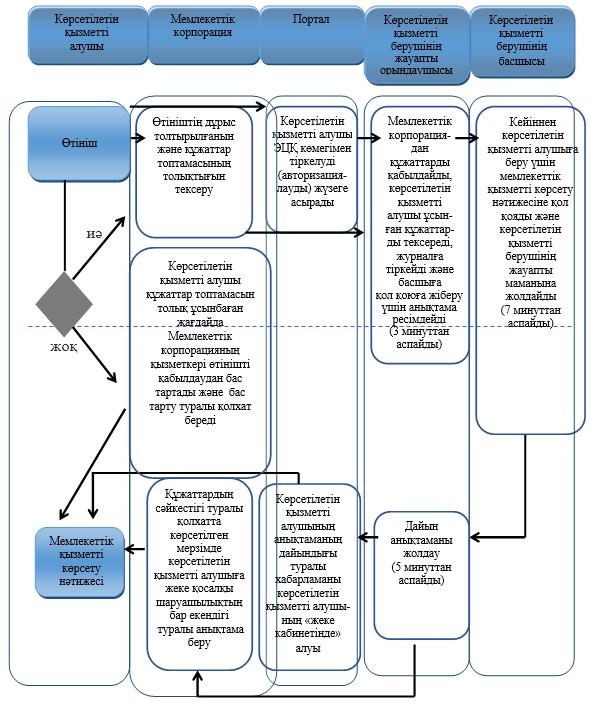 Көрсетілетін
қызметті
алушы
Мемлекеттік
корпорация
Портал
Көрсетілетін
қызметті
берушінің
жауапты
орындаушысы
Көрсетілетін
қызметті
берушінің
басшысы
Өтініш
Өтініштің дұрыс
толтырылғанын
және құжаттар
топтамасының
толықтығын
тексеру
Көрсетілетін
қызметті алушы
ЭЦҚ көмегімен
тіркелуді
(авторизация-
лауды) жүзеге
асырады
Мемлекеттік
корпорация-
дан
құжаттарды
қабылдайды,
көрсетілетін
қызметті
алушы ұсын-
ған құжаттар-
ды тексереді,
журналға
тіркейді және
басшыға
қол қоюға жіберу
үшін анықтама
ресімдейді
(3 минуттан
аспайды)
Кейіннен
көрсетілетін
қызметті алушыға
беру үшін
мемлекеттік
қызметті көрсету
нәтижесіне қол
қояды және
көрсетілетін
қызметті
берушінің
жауапты
маманына
жолдайды
(7 минуттан
аспайды)
иә
жоқ
Көрсетілетін
қызметті алушы
құжаттар топтамасын
толық ұсынбаған
жағдайда
Мемлекеттік
корпорацияның
қызметкері өтінішті
қабылдаудан бас
тартады және бас
тарту туралы қолхат
береді
Мемлекеттік
қызметті
көрсету
нәтижесі
Құжаттардың
сәйкестігі туралы
қолхатта
көрсетілген
мерзімде
көрсетілетін
қызметті алушыға
жеке қосалқы
шаруашылықтың
бар екендігі
туралы анықтама
беру
Көрсетілетін
қызметті
алушының
анықтаманың
дайындығы
туралы
хабарламаны
көрсетілетін
қызметті алушы-
ның «жеке
кабинетінде»
алуы
Дайын
анықтаманы
жолдау
(5 минуттан
аспайды)